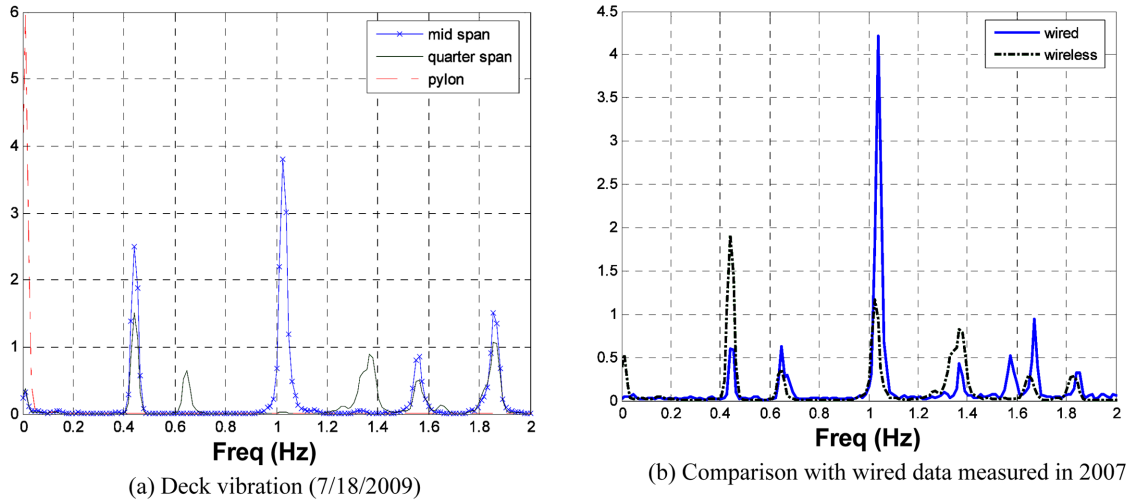 6
5
4
3
2
1
0
0 0.2 0.4 0.6 0.8 1 1.2 1.4 1.6 1.8 2
mid span
quarter span
pylon
Freq (Hz)
(a) Deck vibration (7/18/2009)
4.5
4
3.5
3
2.5
2
1.5
1
0.5
0
0 0.2 0.4 0.6 0.8 1 1.2 1.4 1.6 1.8 2
wired
wireless
Freq (Hz)
(b) Comparison with wired data measured in 2007